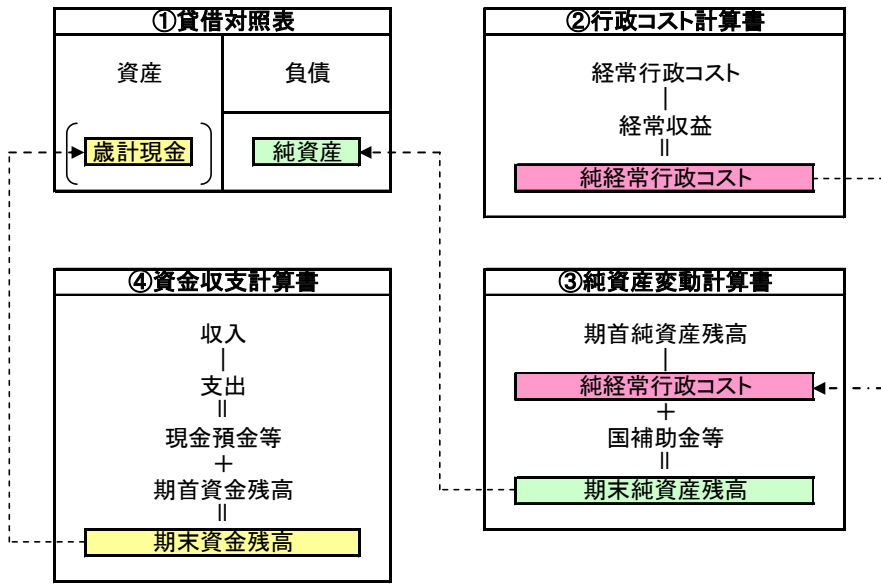 ①貸借対照表
資産
負債
歳計現金
純資産
②行政コスト計算書
経常行政コスト
|
経常収益
||
純経常行政コスト
④資金収支計算書
収入
|
支出
||
現金預金等
+
期首資金残高
||
期末資金残高
③純資産変動計算書
期首純資産残高
|
純経常行政コスト
+
国補助金等
||
期末純資産残高